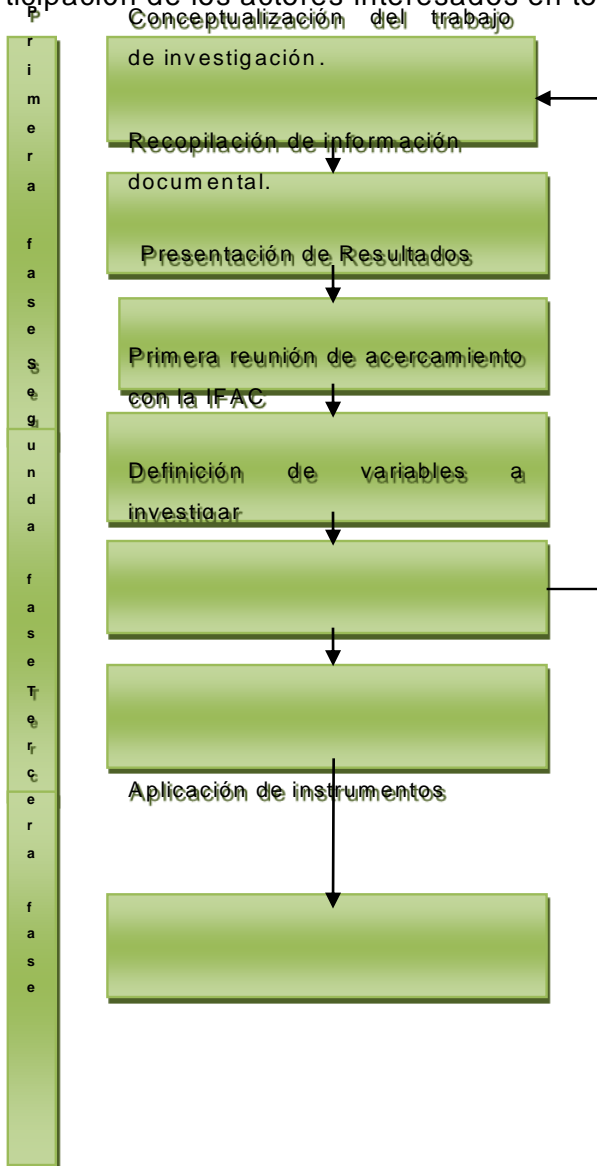 ticipación de los actores interesados en to
Primera fase
Conceptualización del trabajo
de investigación.
Recopilación de información
documental.
Presentación de Resultados
Segunda fase
Primera reunión de acercamiento
con la IFAC
Definición de variables a
investigar
Tercera fase
Aplicación de instrumentos